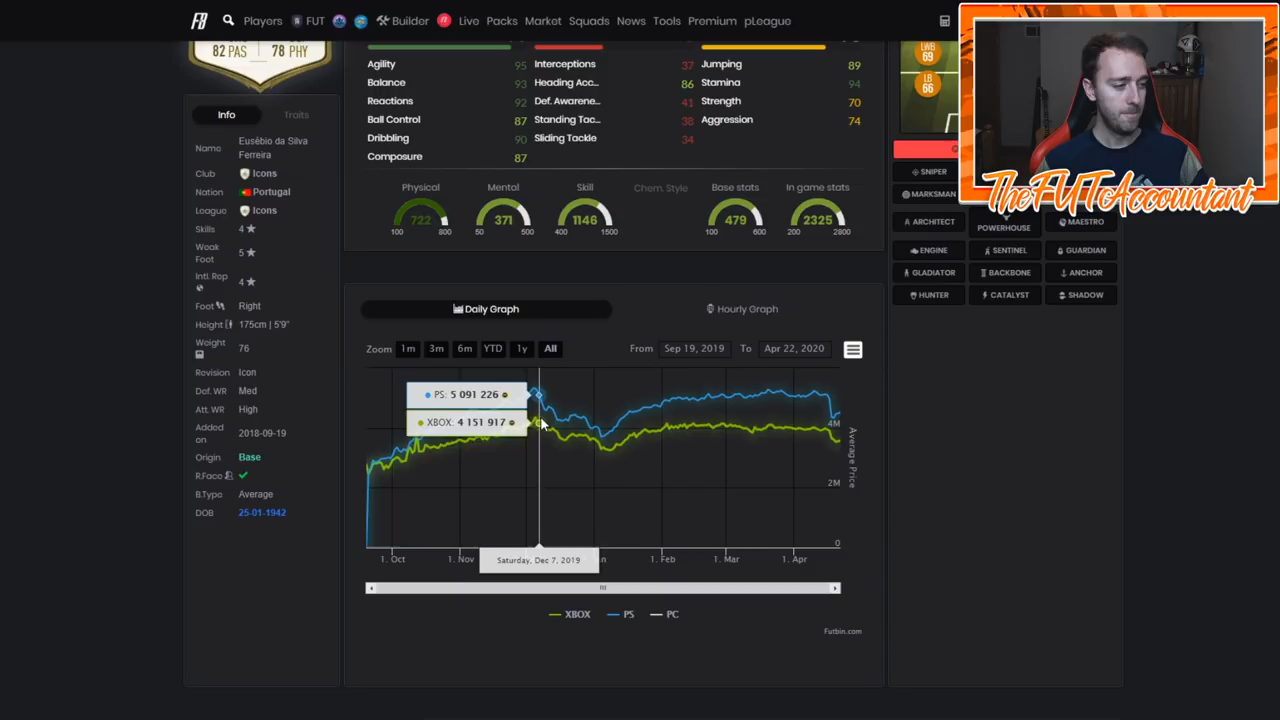 FB Players FUT Builder Live Packs Market Squads News Tools Premium pLeague
82 PAS 78 PHY
Info Traits
Name Eusébio da Silva
Ferreira
Club Icons
Nation Portugal
League Icons
Skills 4★
Weak
Foot 5★
Intl. Rep 4★
Foot Right
Height 175cm | 5'9"
Weight 76
Revision Icon
Def. WR Med
Att. WR High
Added
on 2018-09-19
Origin Base
R.Face
B.Type Average
DOB 25-01-1942
Agility 95
Balance 93
Reactions 92
Ball Control 87
Dribbling 90
Composure 87
Interceptions 37
Heading Acc... 86
Def. Awarene... 41
Standing Tac... 38
Sliding Tackle 34
Jumping 89
Stamina 94
Strength 70
Aggression 74
Physical Mental Skill Chem. Style Base stats In game stats
722 371 1146 479 2325
100 800 50 500 400 1500 100 600 200 2800
Daily Graph Hourly Graph
Zoom 1m 3m 6m YTD 1y All From Sep 19, 2019 To Apr 22, 2020
PS: 5 091 226
XBOX: 4 151 917
4M
2M
0
Average Price
1. Oct 1. Nov Saturday, Dec 7, 2019 an 1. Feb 1. Mar 1. Apr
XBOX PS PC
Futbin.com
LWB
69
LB
66
TheFUTAccountant
SNIPER
MARKSMAN
ARCHITECT POWERHOUSE MAESTRO
ENGINE SENTINEL GUARDIAN
GLADIATOR BACKBONE ANCHOR
HUNTER CATALYST SHADOW